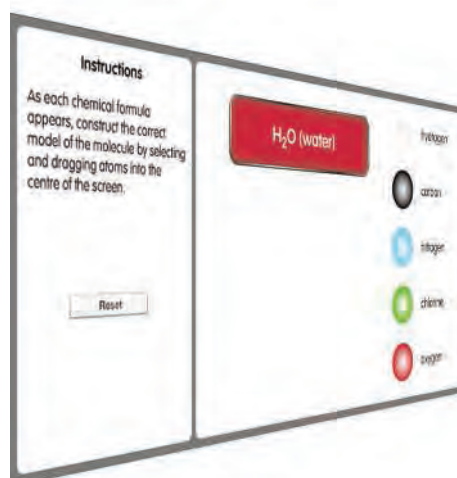 Instructions
As each chemical formula
appears, construct the correct
model of the molecule by selecting
and dragging atoms into the
centre of the screen.
Reset
H₂O (water)
hydrogen
carbon
nitrogen
chlorine
oxygen